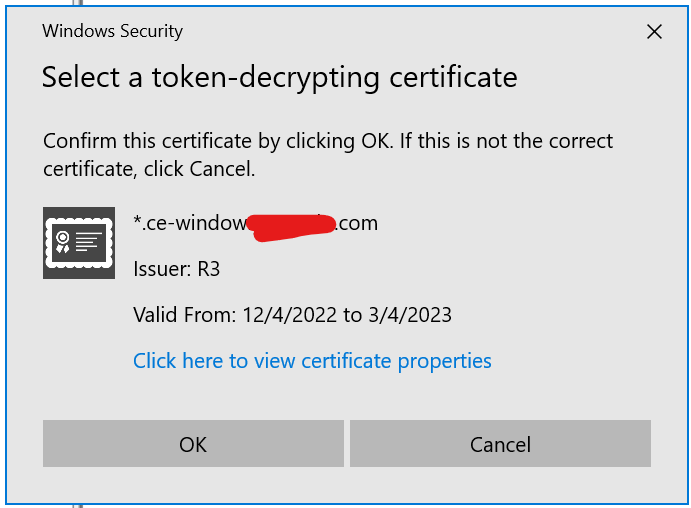 Windows Security
Select a token-decrypting certificate
Confirm this certificate by clicking OK. If this is not the correct
certificate, click Cancel.
*.ce-window .com
Issuer: R3
Valid From: 12/4/2022 to 3/4/2023
Click here to view certificate properties
OK
Cancel